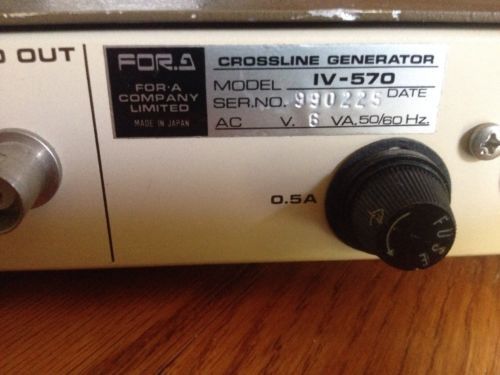 OUT
FOR.A
FOR·A
COMPANY
LIMITED
MADE IN JAPAN
CROSSLINE GENERATOR
MODEL IV-570
SER.NO. 990225 DATE
AC V. 6 VA. 50/60 Hz.
0.5A
FUSE